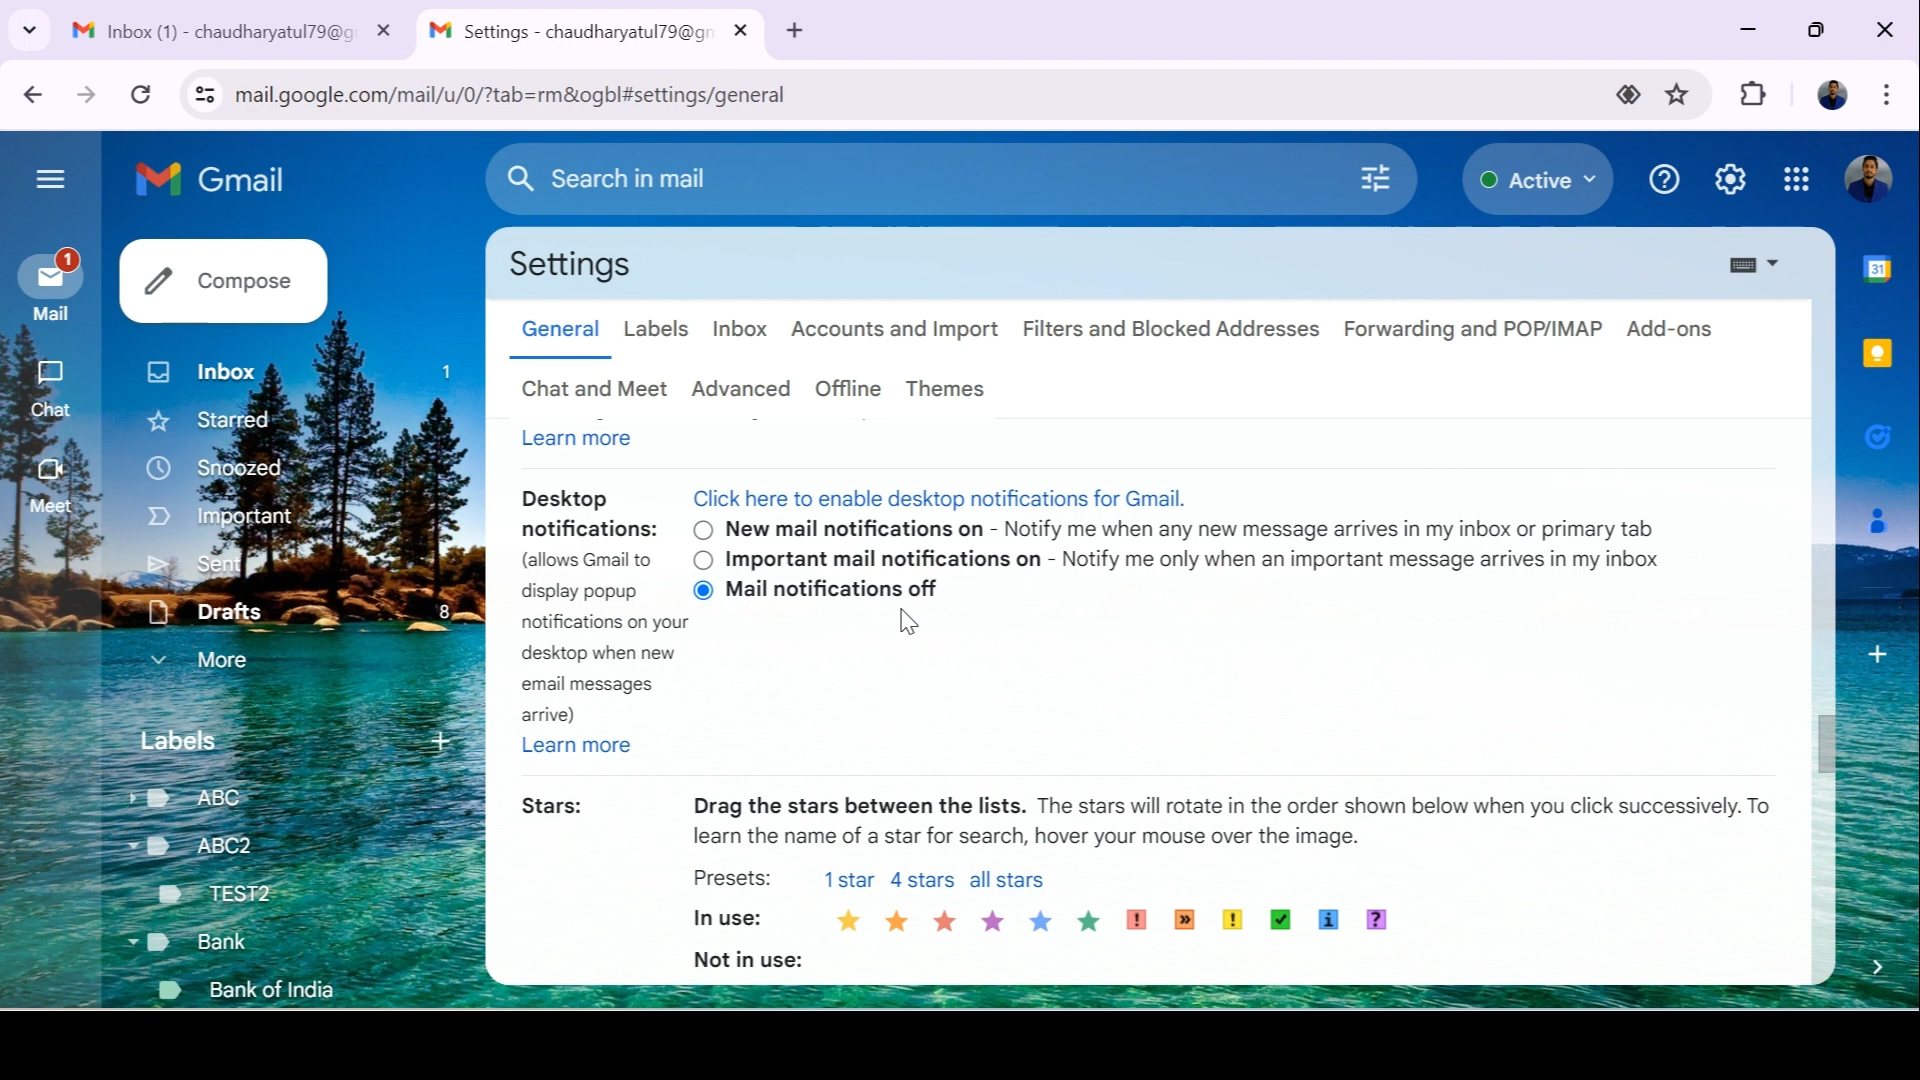 Inbox (1) - chaudharyatul79@g
Settings - chaudharyatul79@gn
mail.google.com/mail/u/0/?tab=rm&ogbl#settings/general
Gmail
Search in mail
Active
1
Mail
Chat
Meet
Compose
Inbox 1
Starred
Snoozed
Important
Sent
Drafts 8
More
Labels
ABC
ABC2
TEST2
Bank
Bank of India
Settings
General Labels Inbox Accounts and Import Filters and Blocked Addresses Forwarding and POP/IMAP Add-ons
Chat and Meet Advanced Offline Themes
Learn more
Desktop
notifications:
(allows Gmail to
display popup
notifications on your
desktop when new
email messages
arrive)
Learn more
Click here to enable desktop notifications for Gmail.
New mail notifications on - Notify me when any new message arrives in my inbox or primary tab
Important mail notifications on - Notify me only when an important message arrives in my inbox
Mail notifications off
Stars:
Drag the stars between the lists. The stars will rotate in the order shown below when you click successively. To
learn the name of a star for search, hover your mouse over the image.
Presets: 1 star 4 stars all stars
In use: ! » ! i ?
Not in use:
31